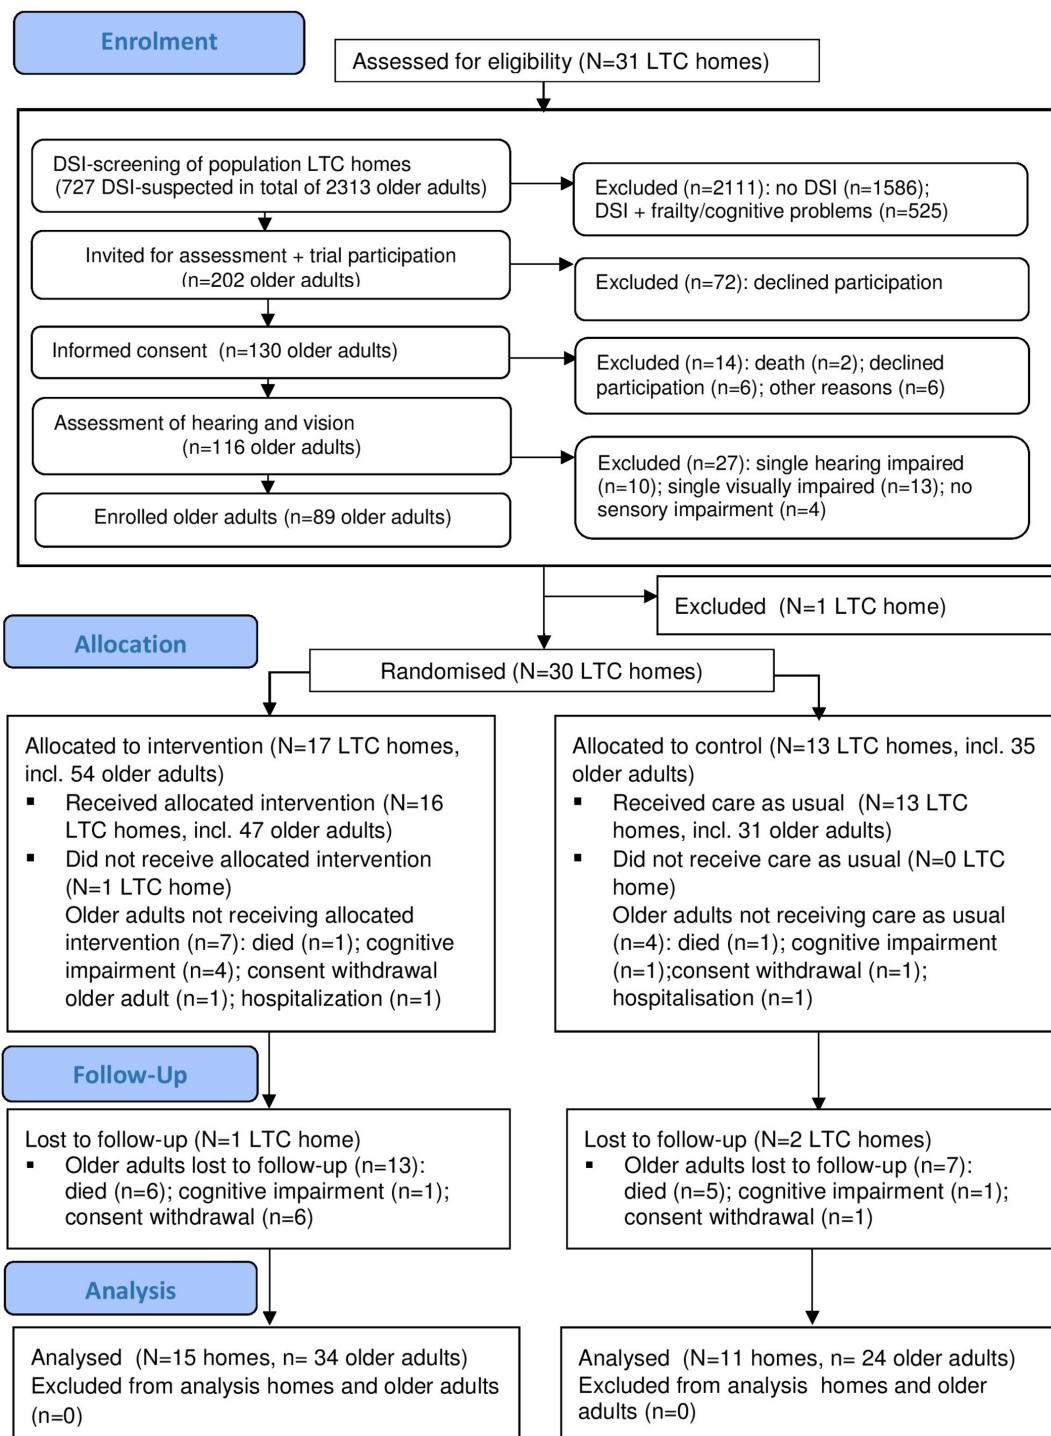 Enrolment
Assessed for eligibility (N=31 LTC homes)
DSI-screening of population LTC homes
(727 DSI-suspected in total of 2313 older adults)
Excluded (n=2111): no DSI (n=1586);
DSI + frailty/cognitive problems (n=525)
Invited for assessment + trial participation
(n=202 older adults)
Excluded (n=72): declined participation
Informed consent (n=130 older adults)
Excluded (n=14): death (n=2); declined
participation (n=6); other reasons (n=6)
Assessment of hearing and vision
(n=116 older adults)
Excluded (n=27): single hearing impaired
(n=10); single visually impaired (n=13); no
sensory impairment (n=4)
Enrolled older adults (n=89 older adults)
Excluded (N=1 LTC home)
Allocation
Randomised (N=30 LTC homes)
Allocated to intervention (N=17 LTC homes,
incl. 54 older adults)
▪ Received allocated intervention (N=16
LTC homes, incl. 47 older adults)
▪ Did not receive allocated intervention
(N=1 LTC home)
Older adults not receiving allocated
intervention (n=7): died (n=1); cognitive
impairment (n=4); consent withdrawal
older adult (n=1); hospitalization (n=1)
Allocated to control (N=13 LTC homes, incl. 35
older adults)
▪ Received care as usual (N=13 LTC
homes, incl. 31 older adults)
▪ Did not receive care as usual (N=0 LTC
home)
Older adults not receiving care as usual
(n=4): died (n=1); cognitive impairment
(n=1);consent withdrawal (n=1);
hospitalisation (n=1)
Follow-Up
Lost to follow-up (N=1 LTC home)
▪ Older adults lost to follow-up (n=13):
died (n=6); cognitive impairment (n=1);
consent withdrawal (n=6)
Lost to follow-up (N=2 LTC homes)
▪ Older adults lost to follow-up (n=7):
died (n=5); cognitive impairment (n=1);
consent withdrawal (n=1)
Analysis
Analysed (N=15 homes, n= 34 older adults)
Excluded from analysis homes and older adults
(n=0)
Analysed (N=11 homes, n= 24 older adults)
Excluded from analysis homes and older
adults (n=0)